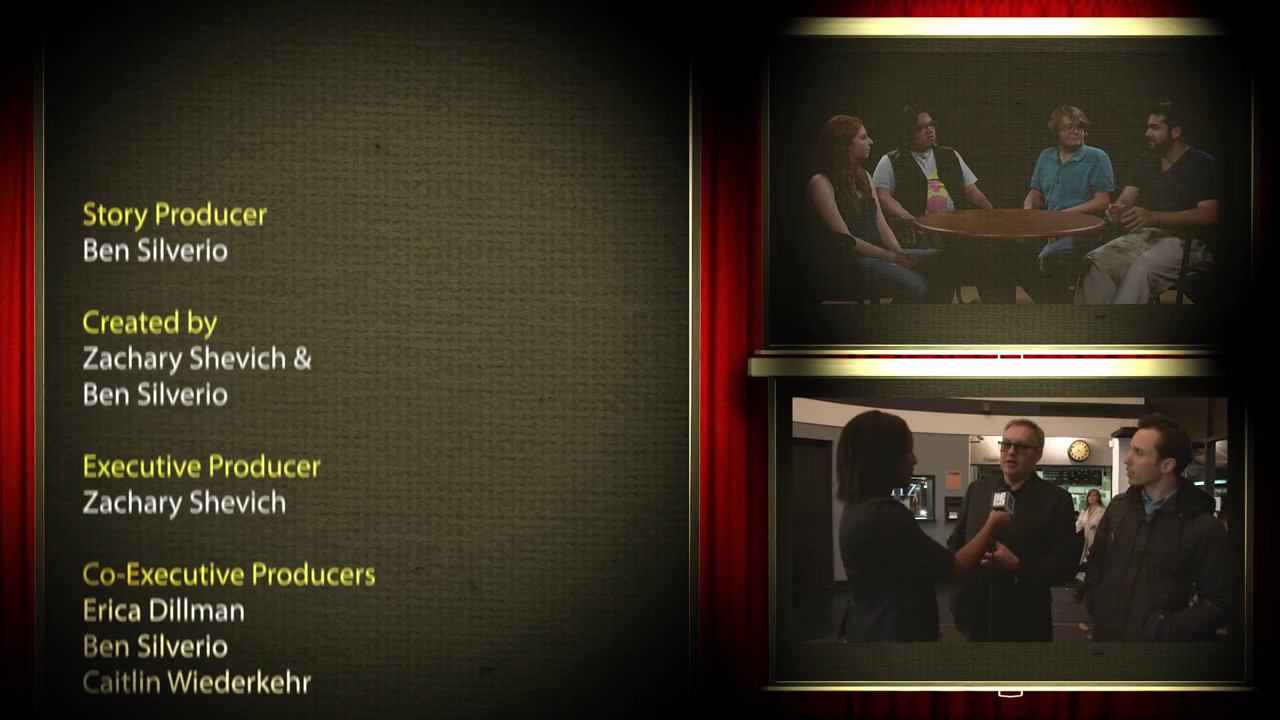 Story Producer
Ben Silverio
Created by
Zachary Shevich &
Ben Silverio
Executive Producer
Zachary Shevich
Co-Executive Producers
Erica Dillman
Ben Silverio
Caitlin Wiederkehr